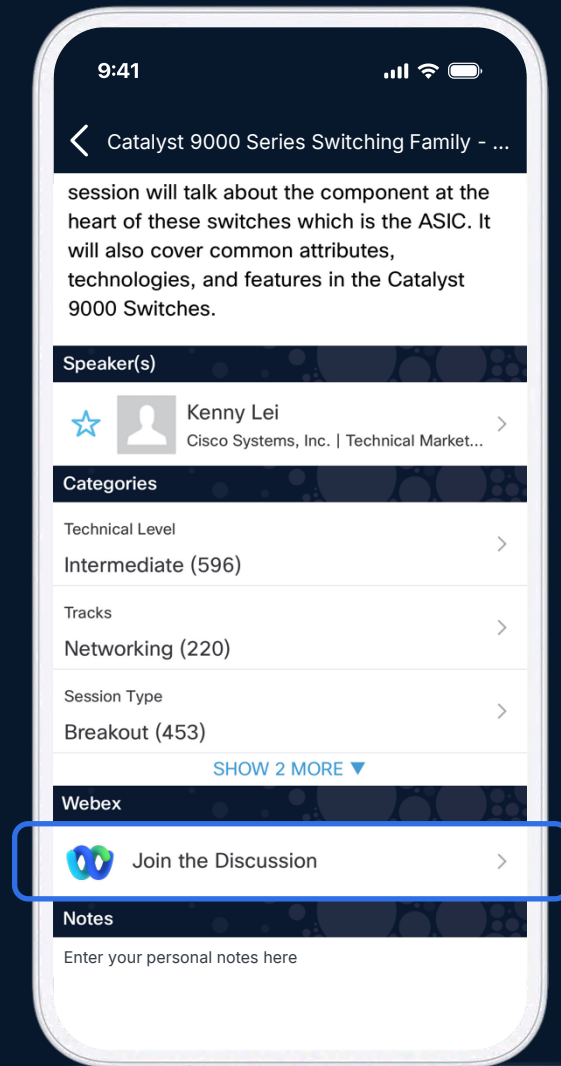 9:41
Catalyst 9000 Series Switching Family - ...
session will talk about the component at the
heart of these switches which is the ASIC. It
will also cover common attributes,
technologies, and features in the Catalyst
9000 Switches.
Speaker(s)
Kenny Lei
Cisco Systems, Inc. | Technical Market...
Categories
Technical Level
Intermediate (596)
Tracks
Networking (220)
Session Type
Breakout (453)
SHOW 2 MORE ▼
Webex
Join the Discussion
Notes
Enter your personal notes here